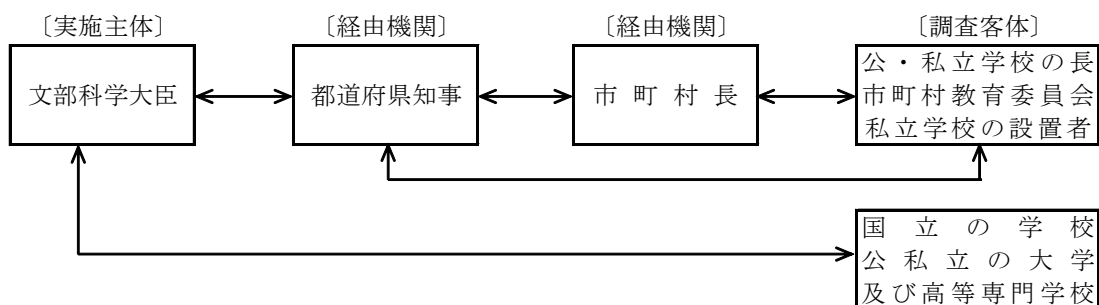 〔実施主体〕
〔経由機関〕
〔経由機関〕
〔調査客体〕
文部科学大臣
都道府県知事
市町村長
公・私立学校の長
市町村教育委員会
私立学校の設置者
国立の学校
公私立の大学
及び高等専門学校